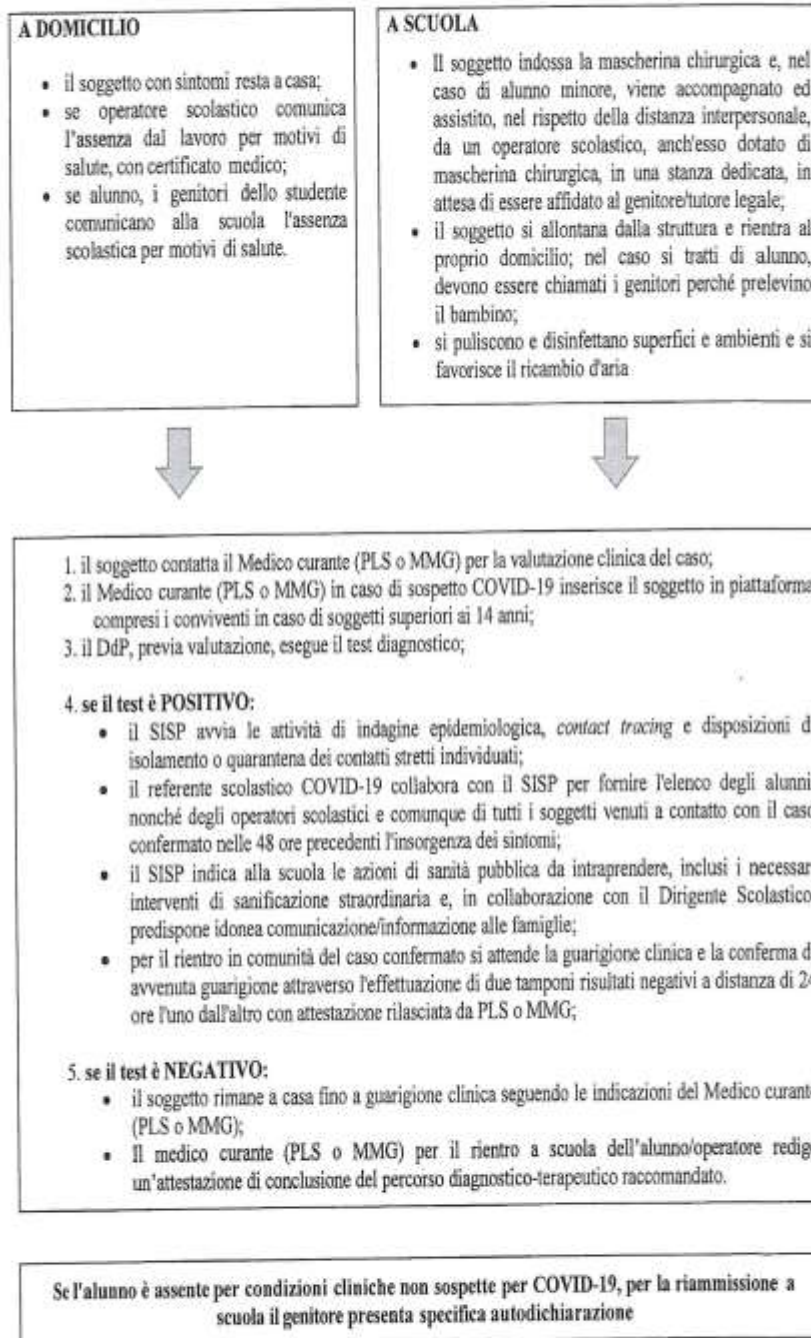 A DOMICILIO
• il soggetto con sintomi resta a casa;
• se operatore scolastico comunica
l'assenza dal lavoro per motivi di
salute, con certificato medico;
• se alunno, i genitori dello studente
comunicano alla scuola l'assenza
scolastica per motivi di salute.
A SCUOLA
• Il soggetto indossa la mascherina chirurgica e, nel
caso di alunno minore, viene accompagnato ed
assistito, nel rispetto della distanza interpersonale,
da un operatore scolastico, anch'esso dotato di
mascherina chirurgica, in una stanza dedicata, in
attesa di essere affidato al genitore/tutore legale;
• il soggetto si allontana dalla struttura e rientra al
proprio domicilio; nel caso si tratti di alunno,
devono essere chiamati i genitori perché prelevino
il bambino;
• si puliscono e disinfettano superfici e ambienti e si
favorisce il ricambio d'aria
1. il soggetto contatta il Medico curante (PLS o MMG) per la valutazione clinica del caso;
2. il Medico curante (PLS o MMG) in caso di sospetto COVID-19 inserisce il soggetto in piattaforma
compresi i conviventi in caso di soggetti superiori ai 14 anni;
3. il DdP, previa valutazione, esegue il test diagnostico;
4. se il test è POSITIVO:
• il SISP avvia le attività di indagine epidemiologica, contact tracing e disposizioni d
isolamento o quarantena dei contatti stretti individuati;
• il referente scolastico COVID-19 collabora con il SISP per fornire l'elenco degli alunni
nonché degli operatori scolastici e comunque di tutti i soggetti venuti a contatto con il caso
confermato nelle 48 ore precedenti l'insorgenza dei sintomi;
• il SISP indica alla scuola le azioni di sanità pubblica da intraprendere, inclusi i necessar
interventi di sanificazione straordinaria e, in collaborazione con il Dirigente Scolastico
predispone idonea comunicazione/informazione alle famiglie;
• per il rientro in comunità del caso confermato si attende la guarigione clinica e la conferma d
avvenuta guarigione attraverso l'effettuazione di due tamponi risultati negativi a distanza di 24
ore l'uno dall'altro con attestazione rilasciata da PLS o MMG;
5. se il test è NEGATIVO:
• il soggetto rimane a casa fino a guarigione clinica seguendo le indicazioni del Medico curant
(PLS o MMG);
• Il medico curante (PLS o MMG) per il rientro a scuola dell'alunno/operatore redig
un'attestazione di conclusione del percorso diagnostico-terapeutico raccomandato.
Se l'alunno è assente per condizioni cliniche non sospette per COVID-19, per la riammissione a
scuola il genitore presenta specifica autodichiarazione